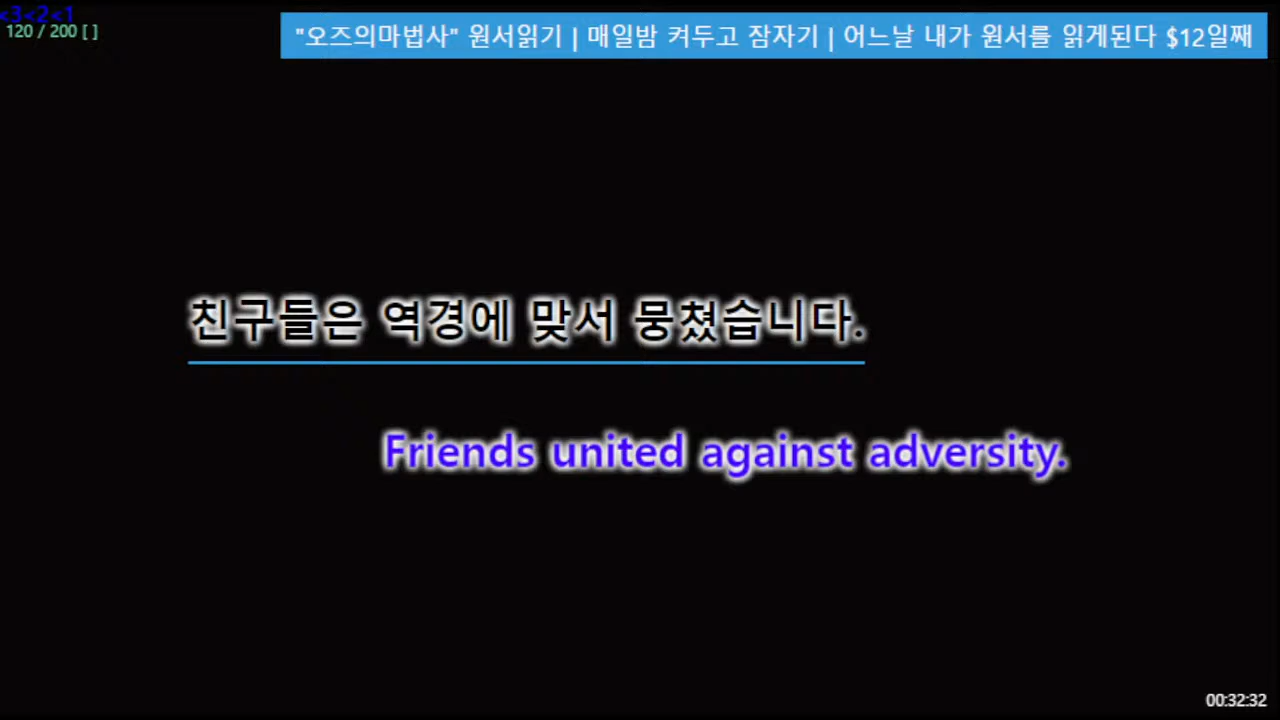 <3<2<1
120 / 200 [ ]
"오즈의마법사" 원서읽기 | 매일밤 켜두고 잠자기 | 어느날 내가 원서를 읽게된다 $12일째
친구들은 역경에 맞서 뭉쳤습니다.
Friends united against adversity.
00:32:32